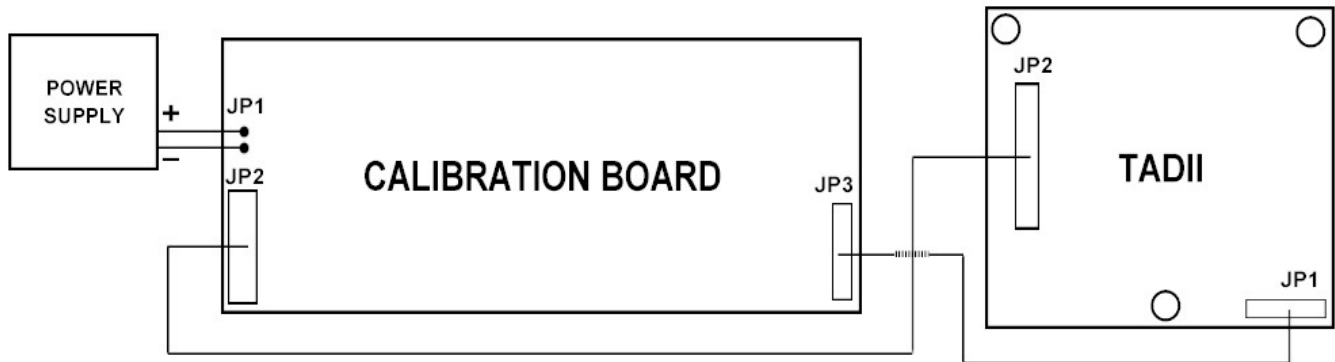 POWER
SUPPLY
+
–
JP1
JP2
CALIBRATION BOARD
JP3
JP2
TADII
JP1